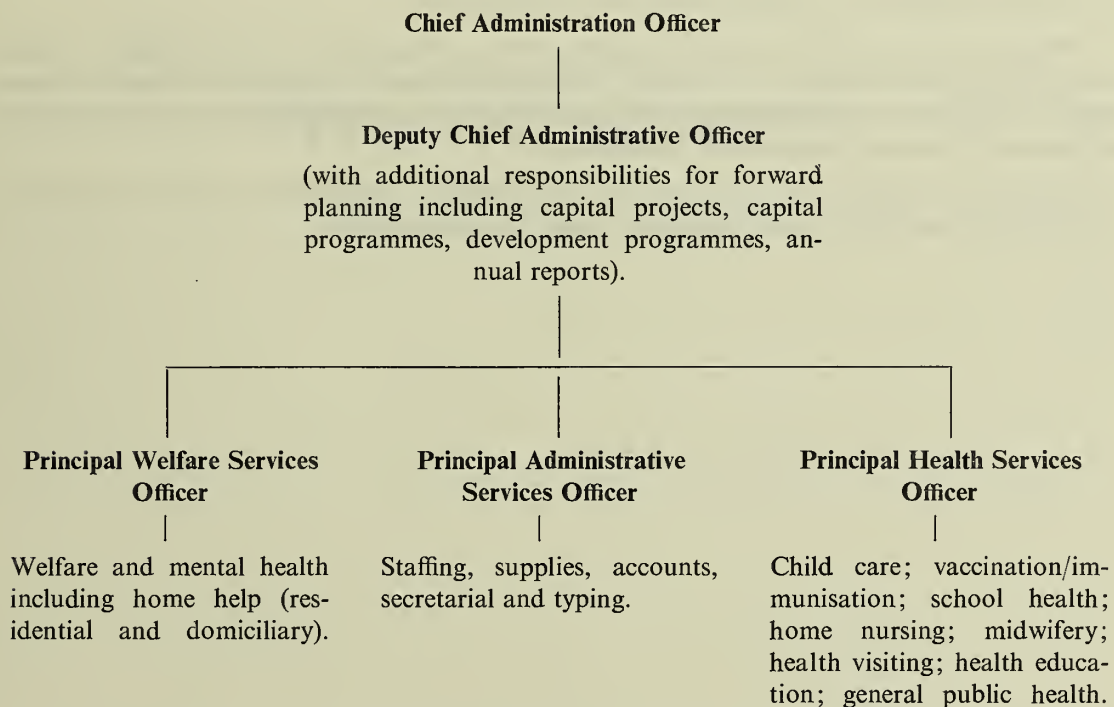 Chief Administration Officer
Deputy Chief Administrative Officer
(with additional responsibilities for forward
planning including capital projects, capital
programmes, development programmes, an-
nual reports).
Principal Welfare Services
Officer
Welfare and mental health
including home help (res-
idential and domiciliary).
Principal Administrative
Services Officer
Staffing, supplies, accounts,
secretarial and typing.
Principal Health Services
Officer
Child care; vaccination/im-
munisation; school health;
home nursing; midwifery;
health visiting; health educa-
tion; general public health.